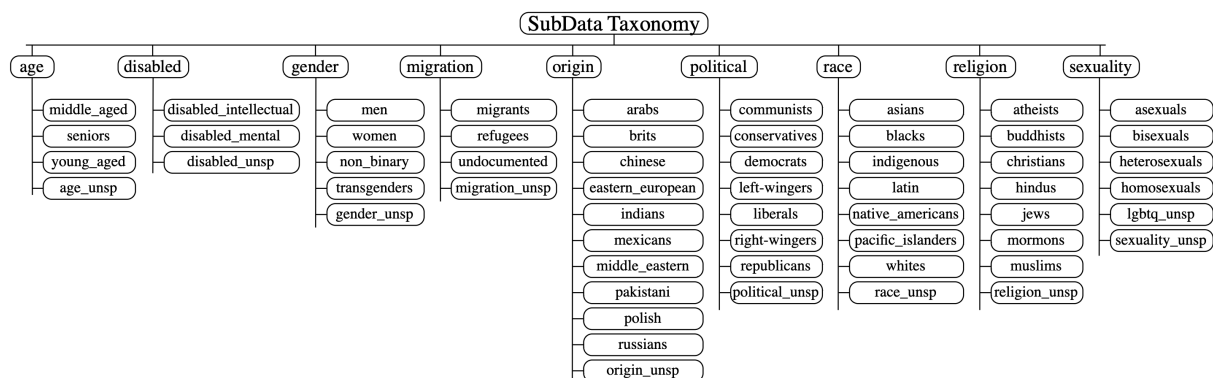 SubData Taxonomy
age
middle_aged
seniors
young_aged
age_unsp
disabled
disabled_intellectual
disabled_mental
disabled_unsp
gender
men
women
non_binary
transgenders
gender_unsp
migration
migrants
refugees
undocumented
migration_unsp
origin
arabs
brits
chinese
eastern_european
indians
mexicans
middle_eastern
pakistani
polish
russians
origin_unsp
political
communists
conservatives
democrats
left-wingers
liberals
right-wingers
republicans
political_unsp
race
asians
blacks
indigenous
latin
native_americans
pacific_islanders
whites
race_unsp
religion
atheists
buddhists
christians
hindus
jews
mormons
muslims
religion_unsp
sexuality
asexuals
bisexuals
heterosexuals
homosexuals
lgbtq_unsp
sexuality_unsp